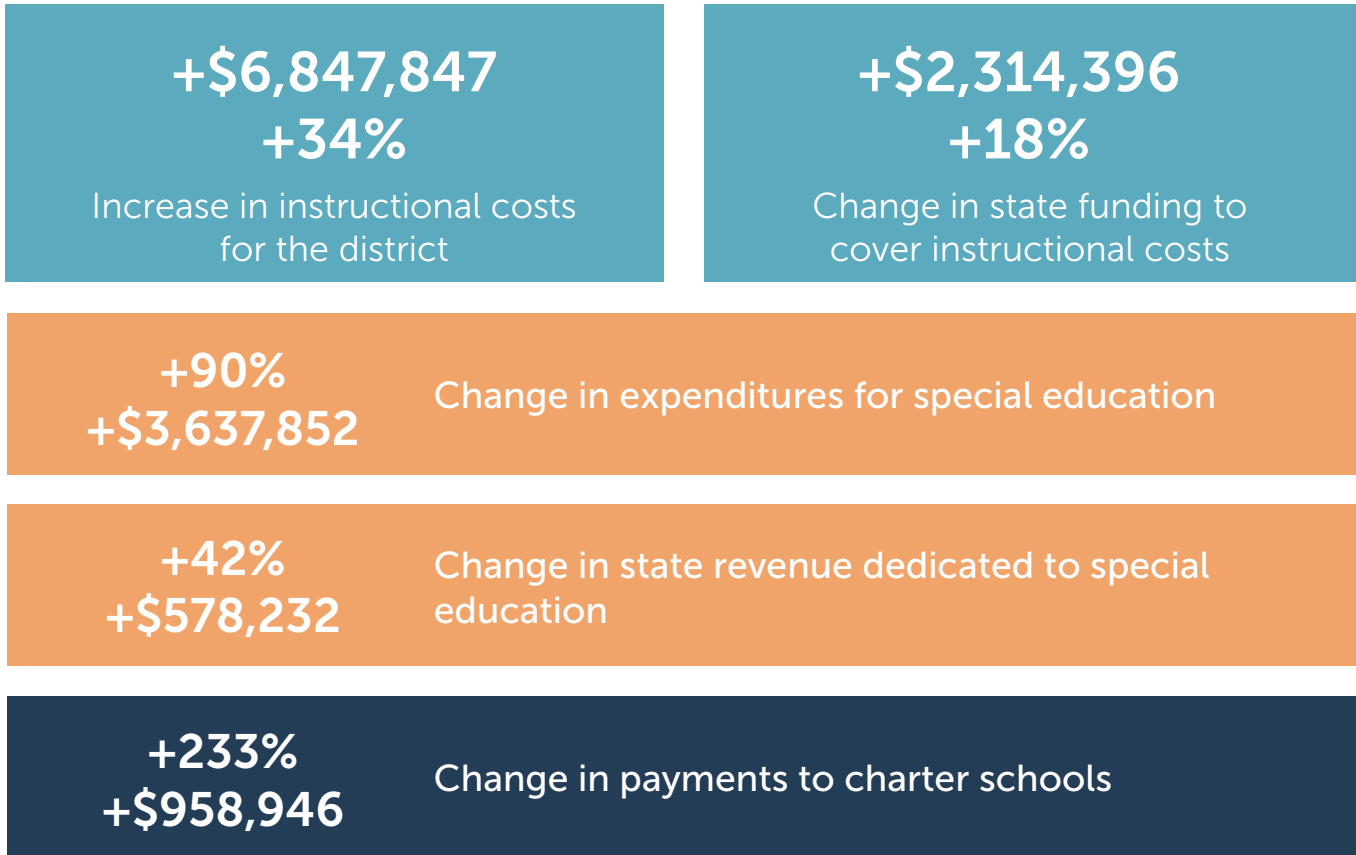 +$6,847,847
+34%
Increase in instructional costs
for the district
+$2,314,396
+18%
Change in state funding to
cover instructional costs
+90%
+$3,637,852
Change in expenditures for special education
+42%
+$578,232
Change in state revenue dedicated to special
education
+233%
+$958,946
Change in payments to charter schools